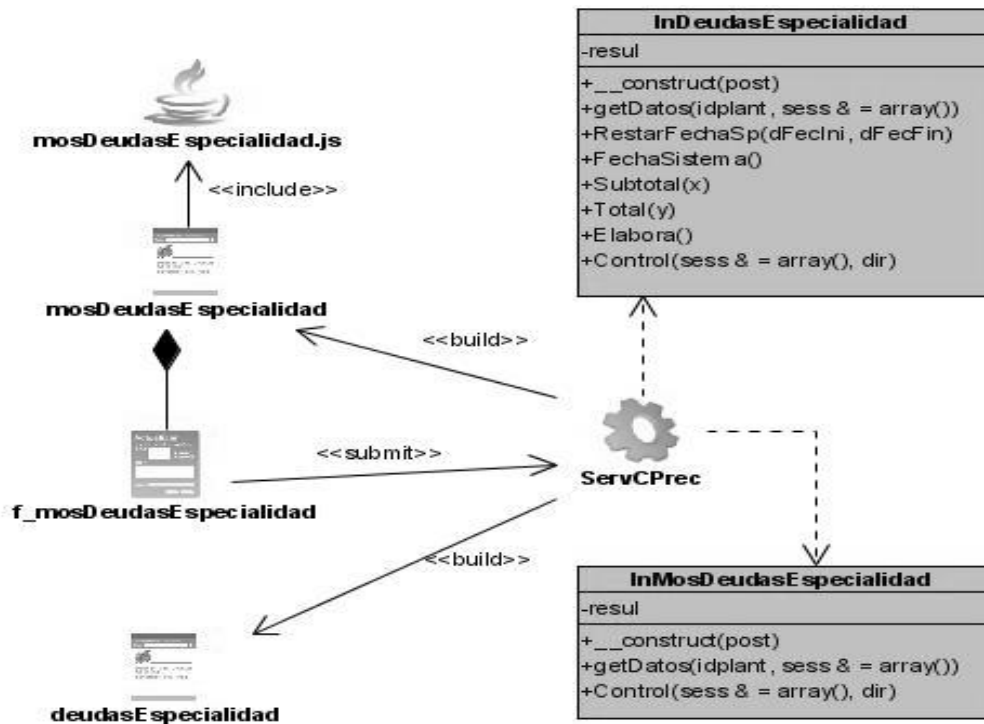 InDeudasEspecialidad
-resul
+__construct(post)
+getDatos(idplant, sess & = array())
+RestarFechaSp(dFecIni, dFecFin)
+FechaSistema()
+Subtotal(x)
+Total(y)
+Elabora()
+Control(sess & = array(), dir)
mosDeudasEspecialidad.js
<<include>>
mosDeudasEspecialidad
<<build>>
<<submit>>
ServCPrec
f_mosDeudasEspecialidad
<<build>>
deudasEspecialidad
InMosDeudasEspecialidad
-resul
+__construct(post)
+getDatos(idplant, sess & = array())
+Control(sess & = array(), dir)